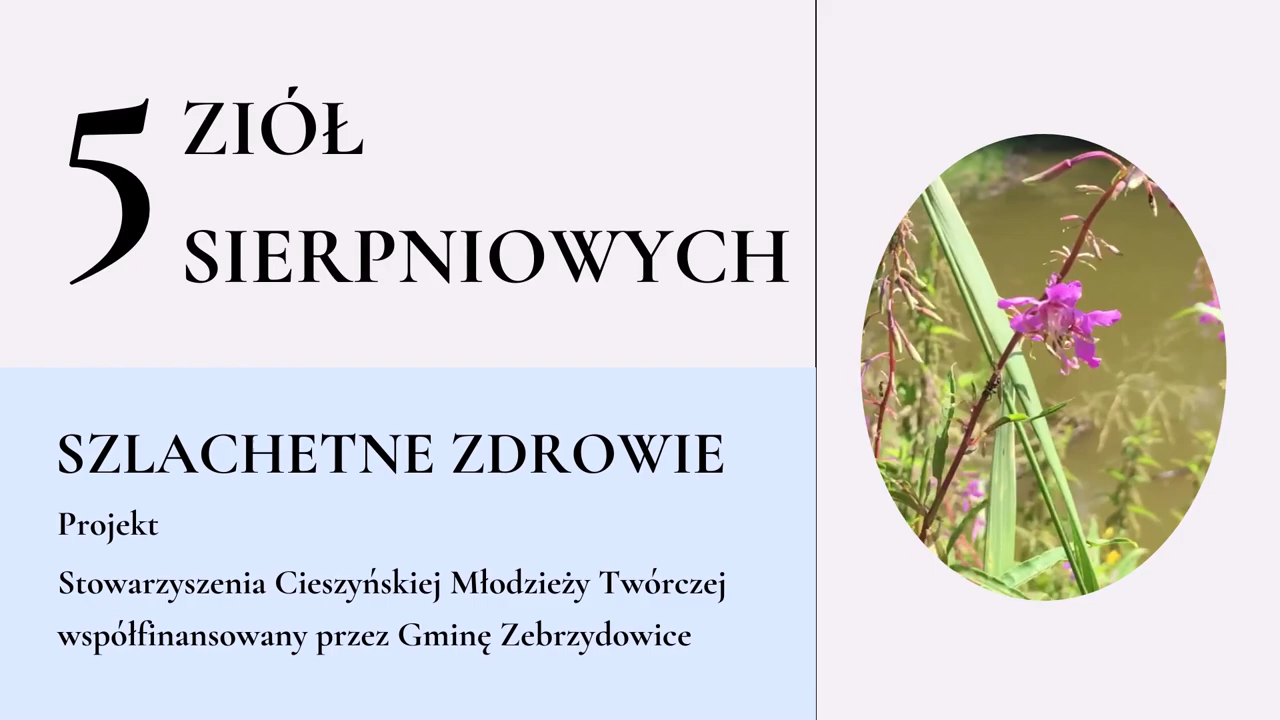 5 ZIÓŁ
SIERPNIOWYCH
SZLACHETNE ZDROWIE
Projekt
Stowarzyszenia Cieszyńskiej Młodzieży Twórczej
współfinansowany przez Gminę Zebrzydowice